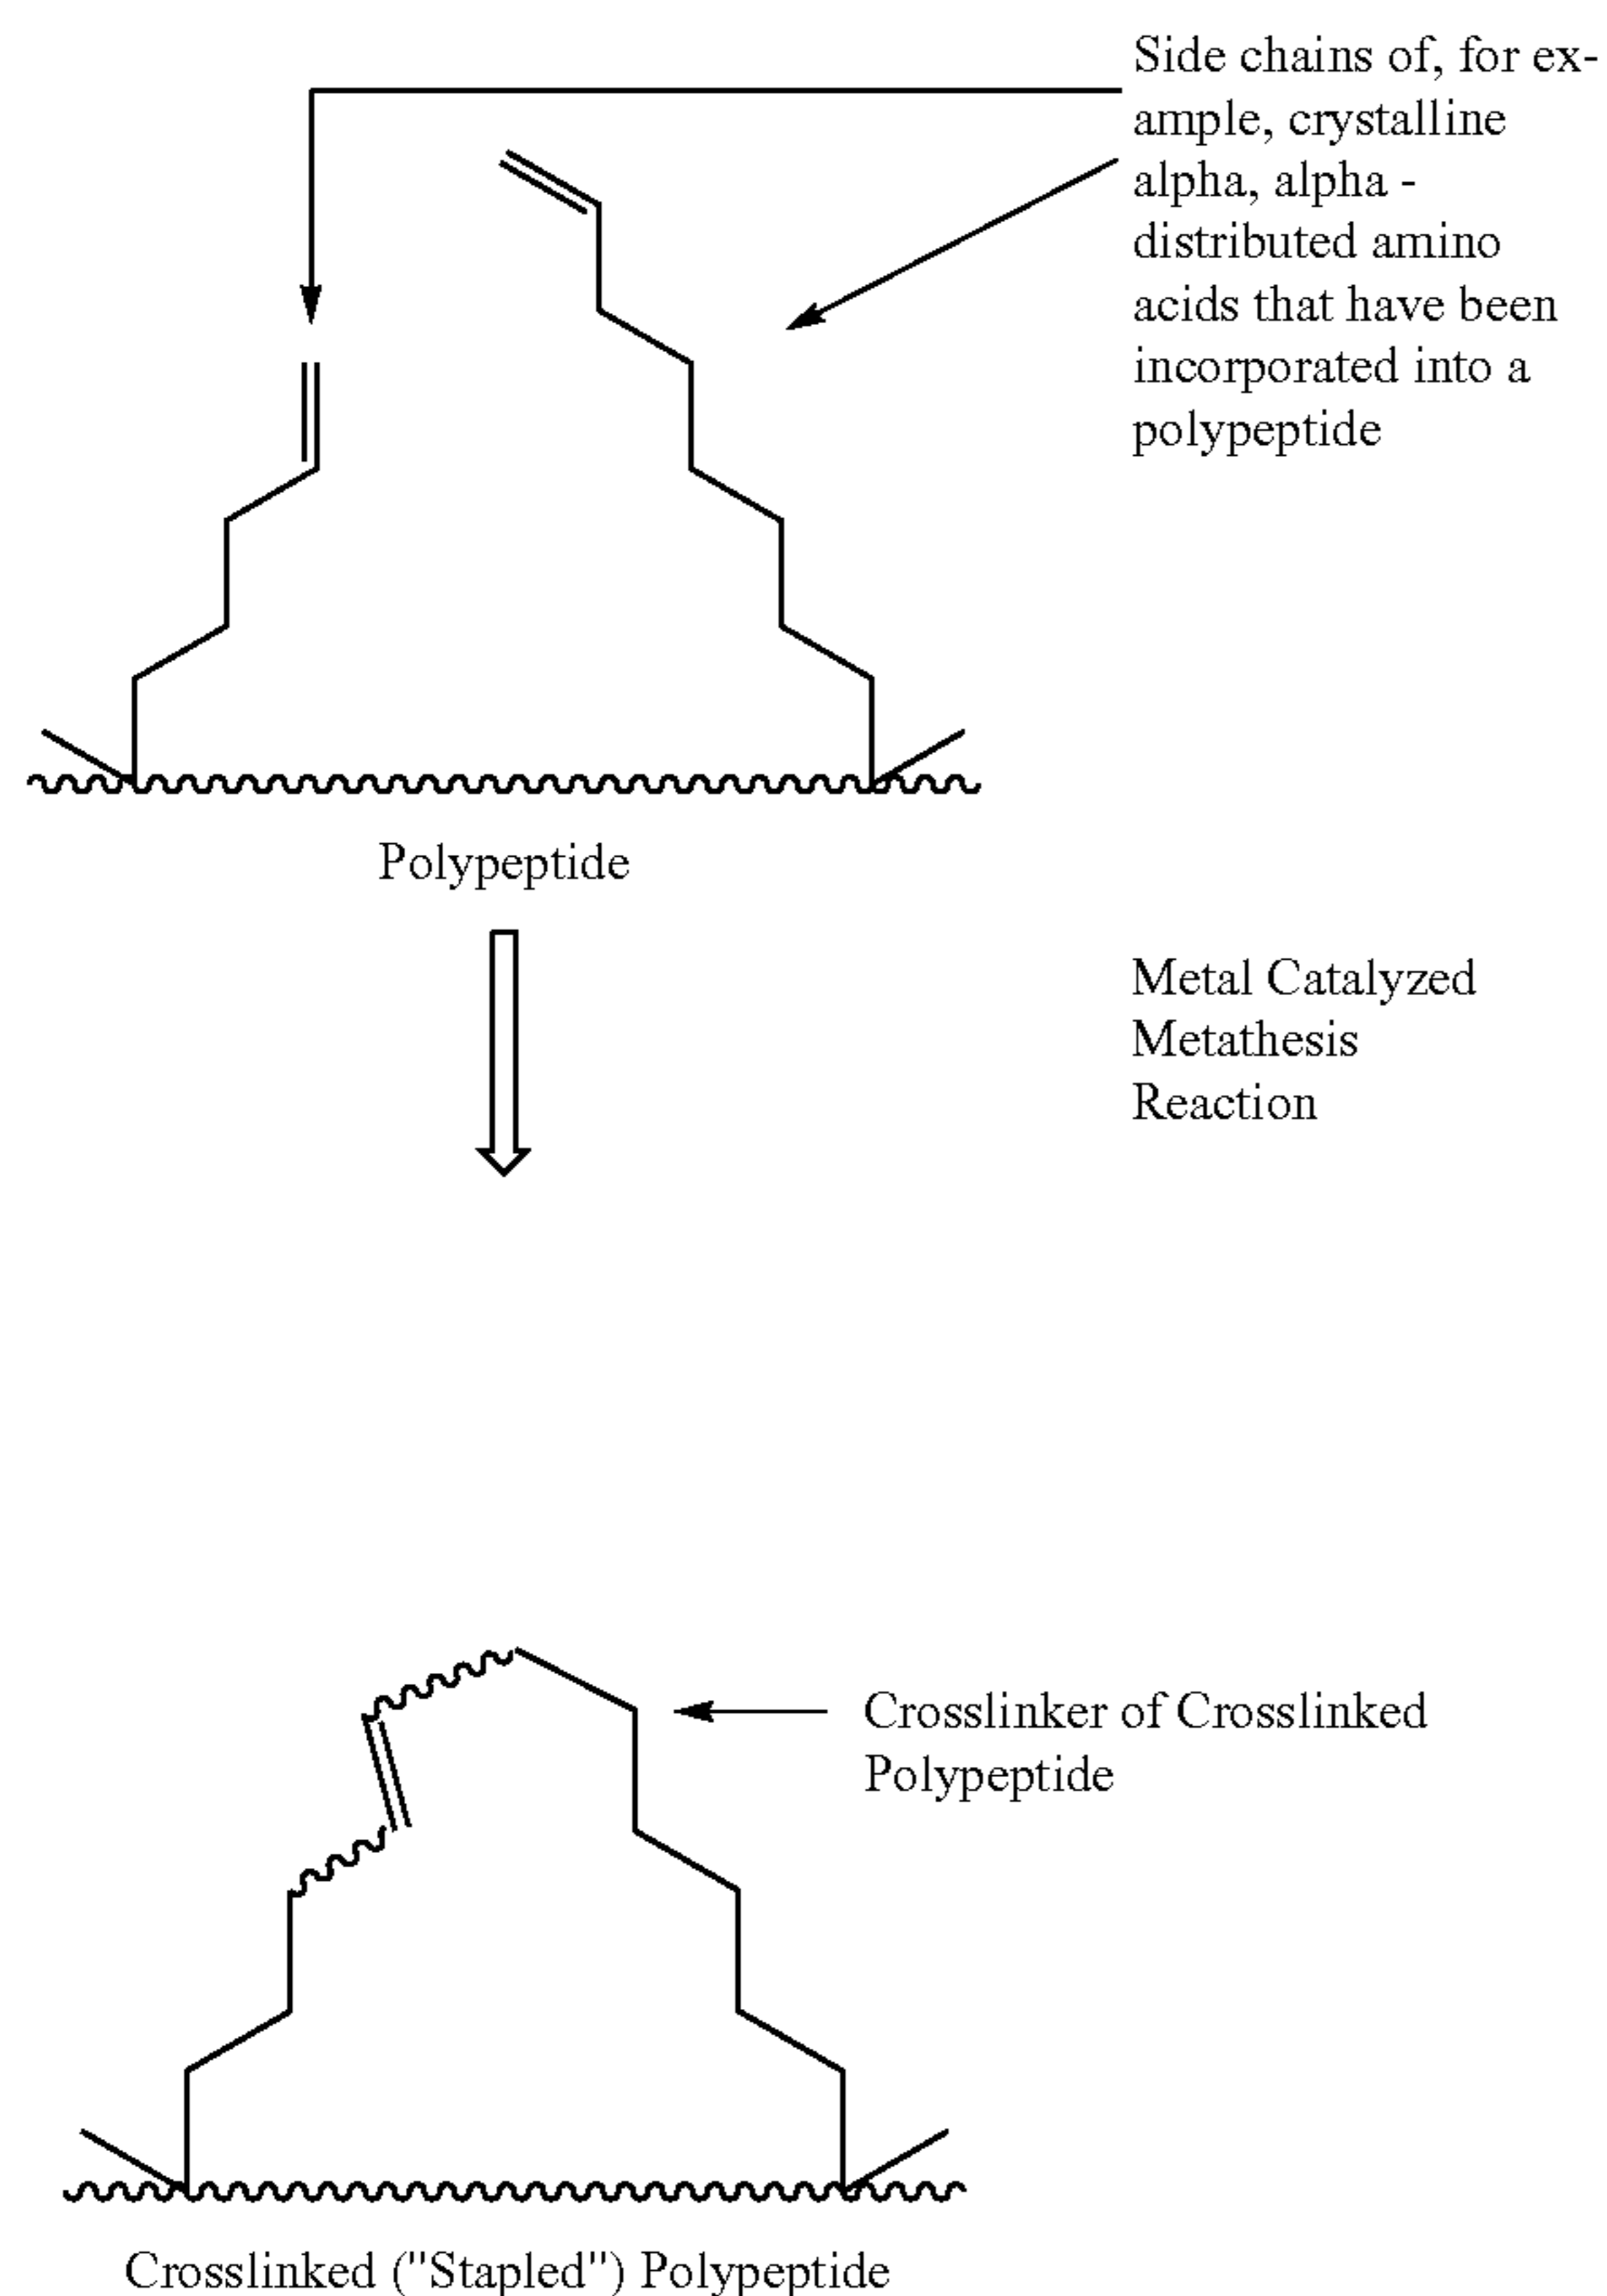 Side chains of, for ex-
ample, crystalline
alpha, alpha -
distributed amino
acids that have been
incorporated into a
polypeptide
Polypeptide
Metal Catalyzed
Metathesis
Reaction
Crosslinker of Crosslinked
Polypeptide
Crosslinked ("Stapled") Polypeptide